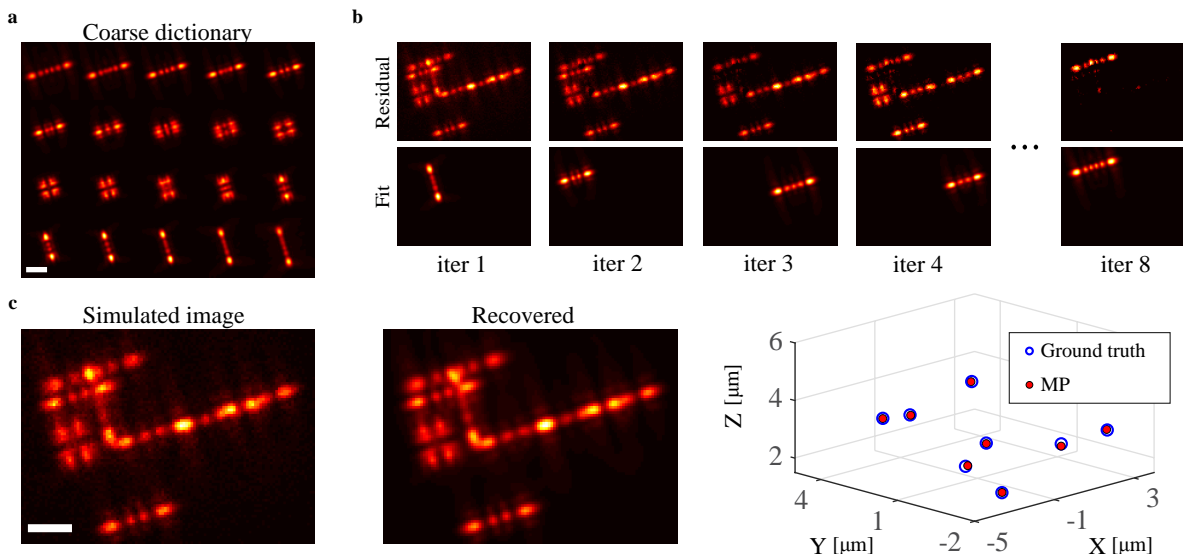 a
Coarse dictionary
b
Residual
Fit
...
iter 1
iter 2
iter 3
iter 4
iter 8
c
Simulated image
Recovered
Ground truth
MP
Z [μm]
6
4
2
4
1
-2
Y [μm]
-5
-1
3
X [μm]